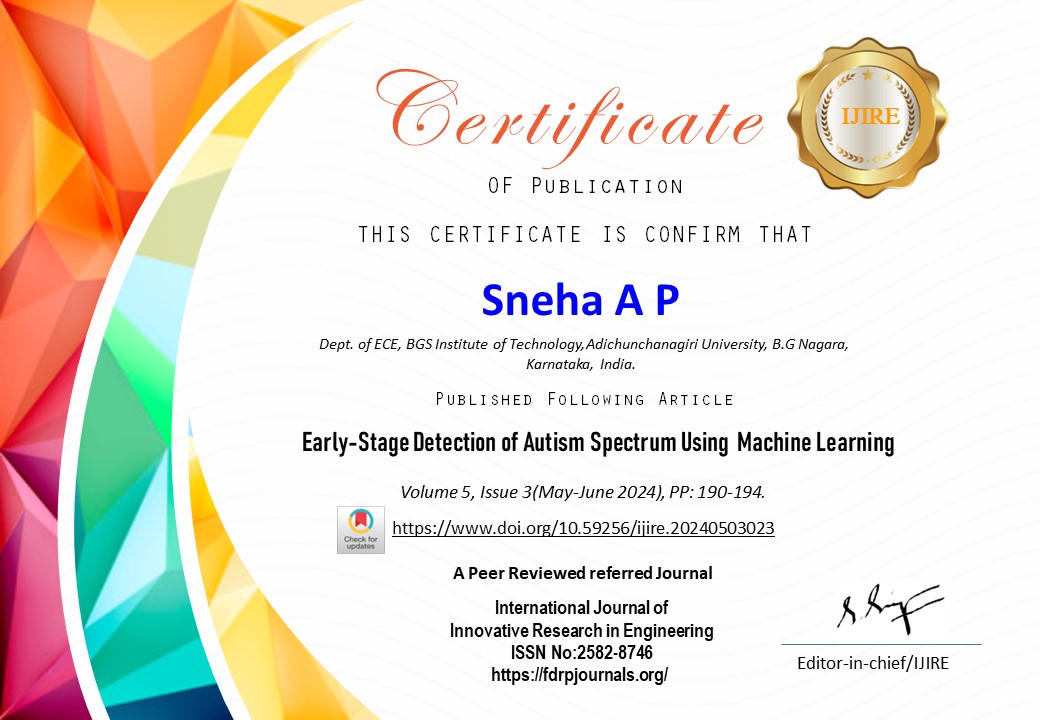 Certificate
IJIRE
OF PUBLICATION
THIS CERTIFICATE IS CONFIRM THAT
Sneha A P
Dept. of ECE, BGS Institute of Technology,Adichunchanagiri University, B.G Nagara,
Karnataka, India.
PUBLISHED FOLLOWING ARTICLE
Early-Stage Detection of Autism Spectrum Using Machine Learning
Volume 5, Issue 3(May-June 2024), PP: 190-194.
Check for
updates
https://www.doi.org/10.59256/ijire.20240503023
A Peer Reviewed referred Journal
International Journal of
Innovative Research in Engineering
ISSN No:2582-8746
https://fdrpjournals.org/
Editor-in-chief/IJIRE